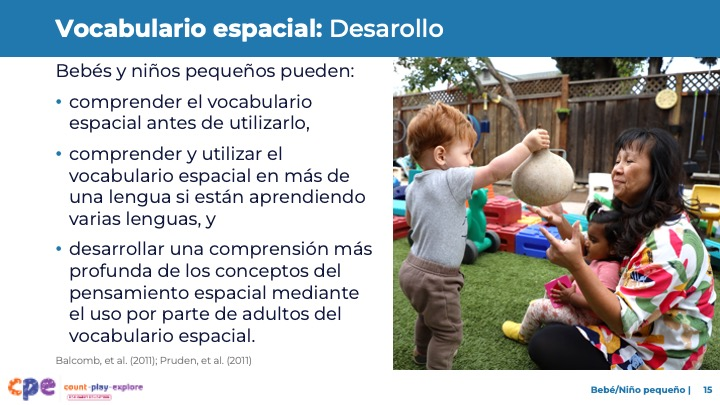 Vocabulario espacial: Desarollo
Bebés y niños pequeños pueden:
• comprender el vocabulario
espacial antes de utilizarlo,
• comprender y utilizar el
vocabulario espacial en más de
una lengua si están aprendiendo
varias lenguas, y
• desarrollar una comprensión más
profunda de los conceptos del
pensamiento espacial mediante
el uso por parte de adultos del
vocabulario espacial.
Balcomb, et al. (2011); Pruden, et al. (2011)
cpe count·play·explore
Bebé/Niño pequeño | 15